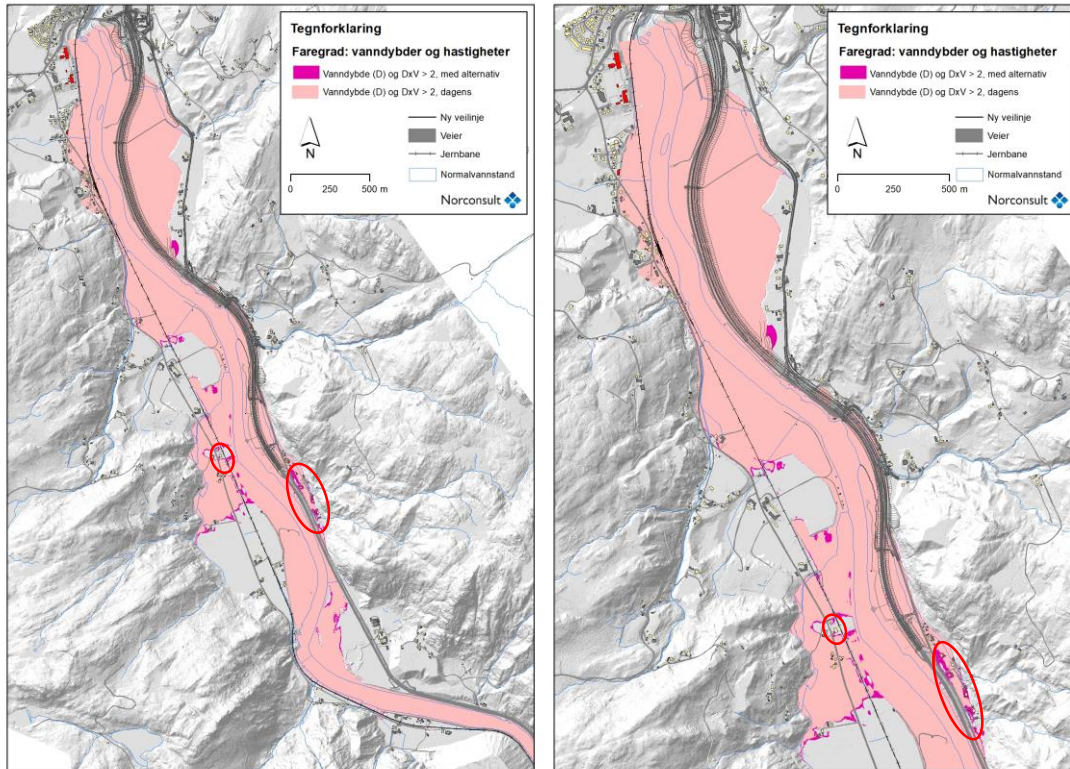 Tegnforklaring
Faregrad: vanndybder og hastigheter
Vanndybde (D) og DxV > 2, med alternativ
Vanndybde (D) og DxV > 2, dagens
N
0 250 500 m
Ny veilinje
Veier
Jernbane
Normalvannstand
Norconsult
Tegnforklaring
Faregrad: vanndybder og hastigheter
Vanndybde (D) og DxV > 2, med alternativ
Vanndybde (D) og DxV > 2, dagens
N
0 250 500 m
Ny veilinje
Veier
Jernbane
Normalvannstand
Norconsult